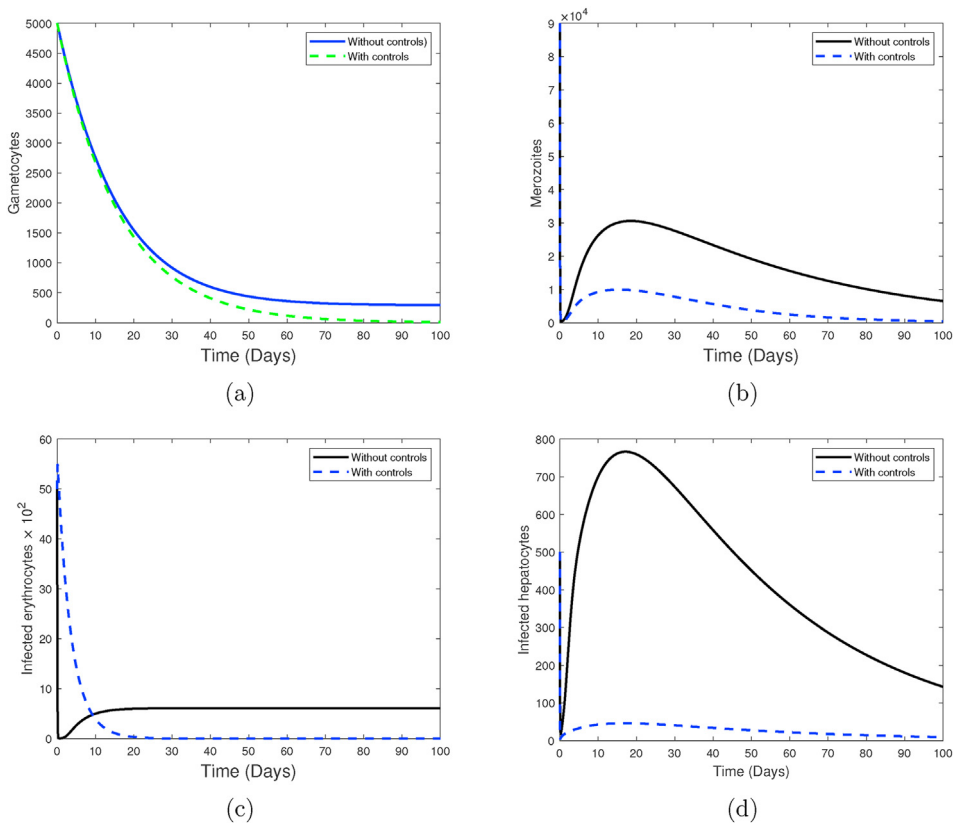 5000
4500
4000
3500
3000
2500
2000
1500
1000
500
0
Gametocytes
Without controls)
With controls
0 10 20 30 40 50 60 70 80 90 100
Time (Days)
(a)
×10⁴
9
8
7
6
5
4
3
2
1
0
Merozoites
Without controls
With controls
0 10 20 30 40 50 60 70 80 90 100
Time (Days)
(b)
60
50
40
30
20
10
0
Infected erythrocytes × 10²
Without controls
With controls
0 10 20 30 40 50 60 70 80 90 100
Time (Days)
(c)
800
700
600
500
400
300
200
100
0
Infected hepatocytes
Without controls
With controls
0 10 20 30 40 50 60 70 80 90 100
Time (Days)
(d)